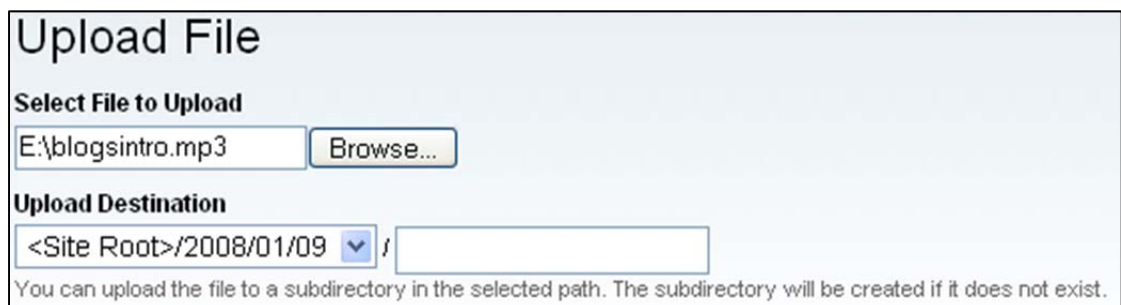 Upload File
Select File to Upload
E:\blogsintro.mp3 Browse...
Upload Destination
<Site Root>/2008/01/09 /
You can upload the file to a subdirectory in the selected path. The subdirectory will be created if it does not exist.